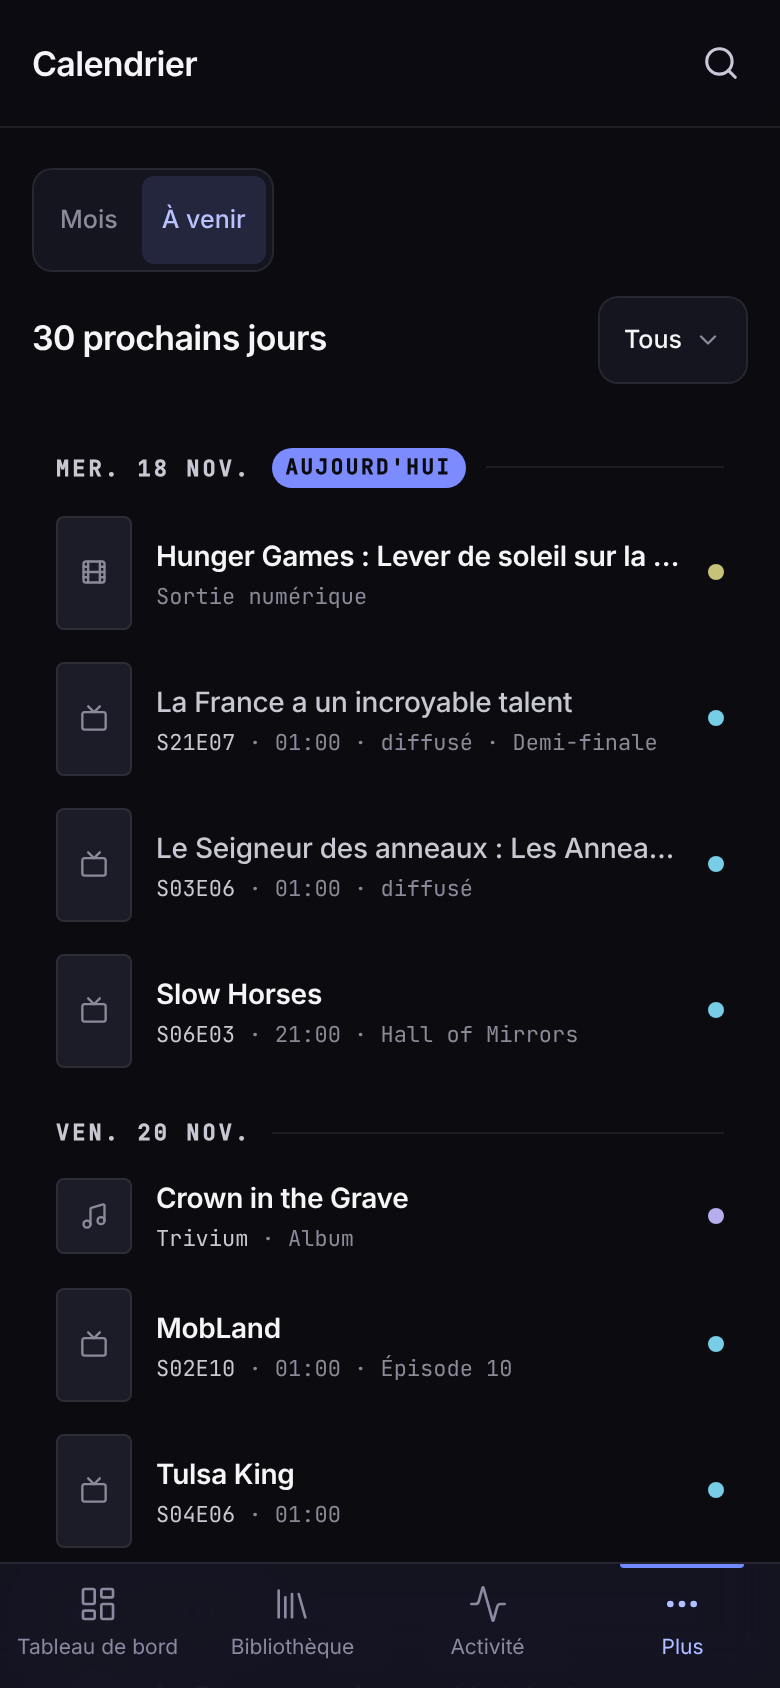 Calendrier
Mois
À venir
30 prochains jours
Tous
MER. 18 NOV.
AUJOURD'HUI
Hunger Games : Lever de soleil sur la ...
Sortie numérique
La France a un incroyable talent
S21E07 · 01:00 · diffusé · Demi-finale
Le Seigneur des anneaux : Les Annea...
S03E06 · 01:00 · diffusé
Slow Horses
S06E03 · 21:00 · Hall of Mirrors
VEN. 20 NOV.
Crown in the Grave
Trivium · Album
MobLand
S02E10 · 01:00 · Épisode 10
Tulsa King
S04E06 · 01:00
Tableau de bord
Bibliothèque
Activité
Plus